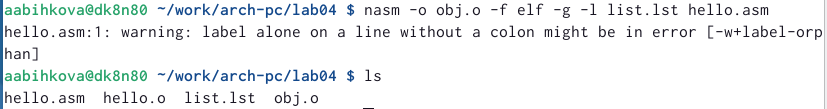 aabihkova@dk8n80 ~/work/arch-pc/lab04 $ nasm -o obj.o -f elf -g -l list.lst hello.asm
hello.asm:1: warning: label alone on a line without a colon might be in error [-w+label-orp
han]
aabihkova@dk8n80 ~/work/arch-pc/lab04 $ ls
hello.asm  hello.o  list.lst  obj.o